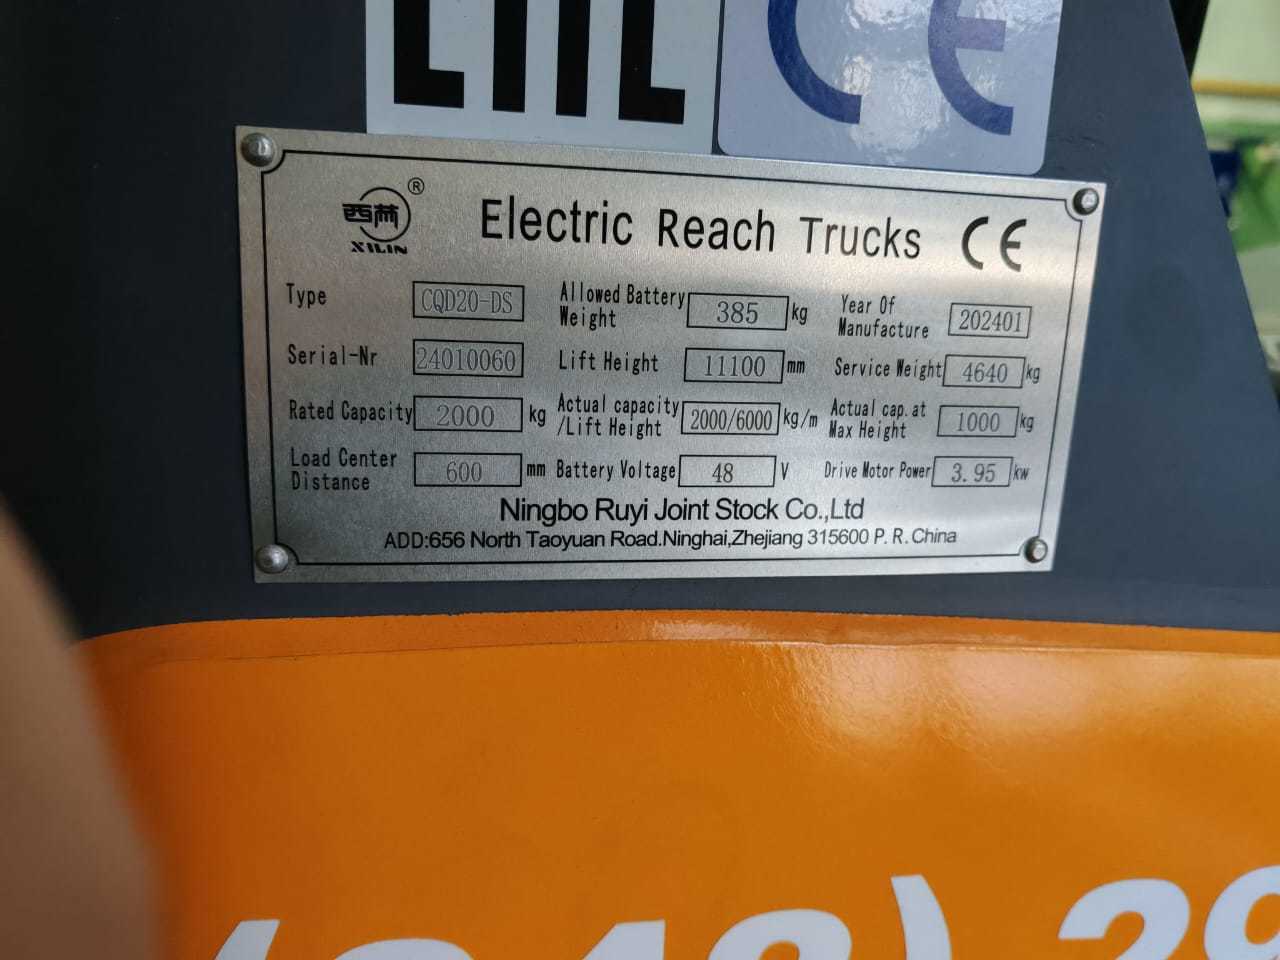 CE
西林®
XILIN
Electric Reach Trucks CE
Type CQD20-DS Allowed Battery Weight 385 kg Year Of Manufacture 202401
Serial-Nr 24010060 Lift Height 11100 mm Service Weight 4640 kg
Rated Capacity 2000 kg Actual capacity /Lift Height 2000/6000 kg/m Actual cap.at Max Height 1000 kg
Load Center Distance 600 mm Battery Voltage 48 V Drive Motor Power 3.95 kw
Ningbo Ruyi Joint Stock Co.,Ltd
ADD:656 North Taoyuan Road.Ninghai,Zhejiang 315600 P. R. China